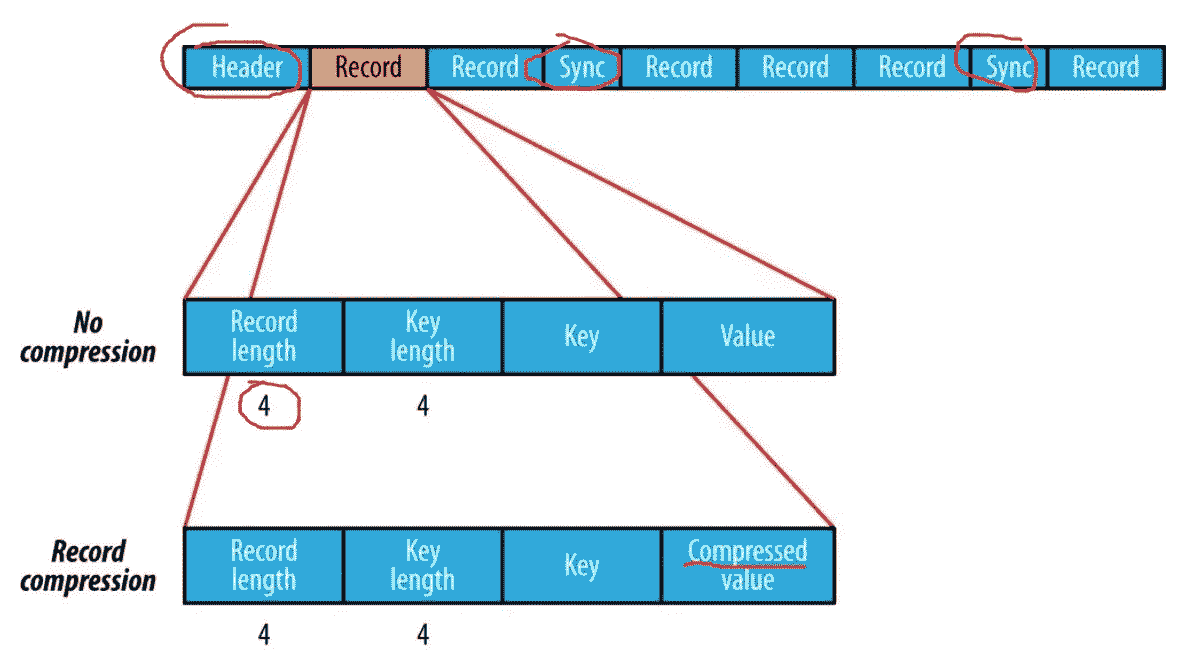 Header Record Record Sync Record Record Record Sync Record
No compression
Record length Key length Key Value
4 4
Record compression
Record length Key length Key Compressed value
4 4